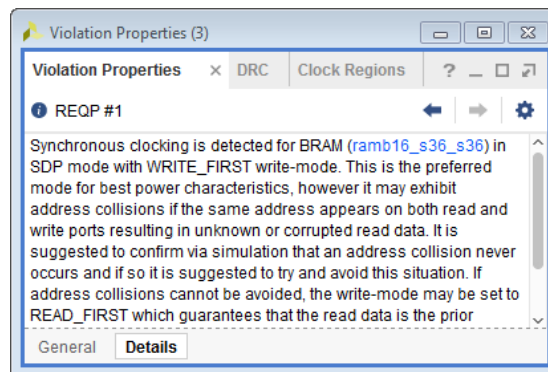 Violation Properties (3)
Violation Properties × DRC Clock Regions ?
REQP #1
Synchronous clocking is detected for BRAM (ramb16_s36_s36) in
SDP mode with WRITE_FIRST write-mode. This is the preferred
mode for best power characteristics, however it may exhibit
address collisions if the same address appears on both read and
write ports resulting in unknown or corrupted read data. It is
suggested to confirm via simulation that an address collision never
occurs and if so it is suggested to try and avoid this situation. If
address collisions cannot be avoided, the write-mode may be set to
READ_FIRST which guarantees that the read data is the prior
General Details